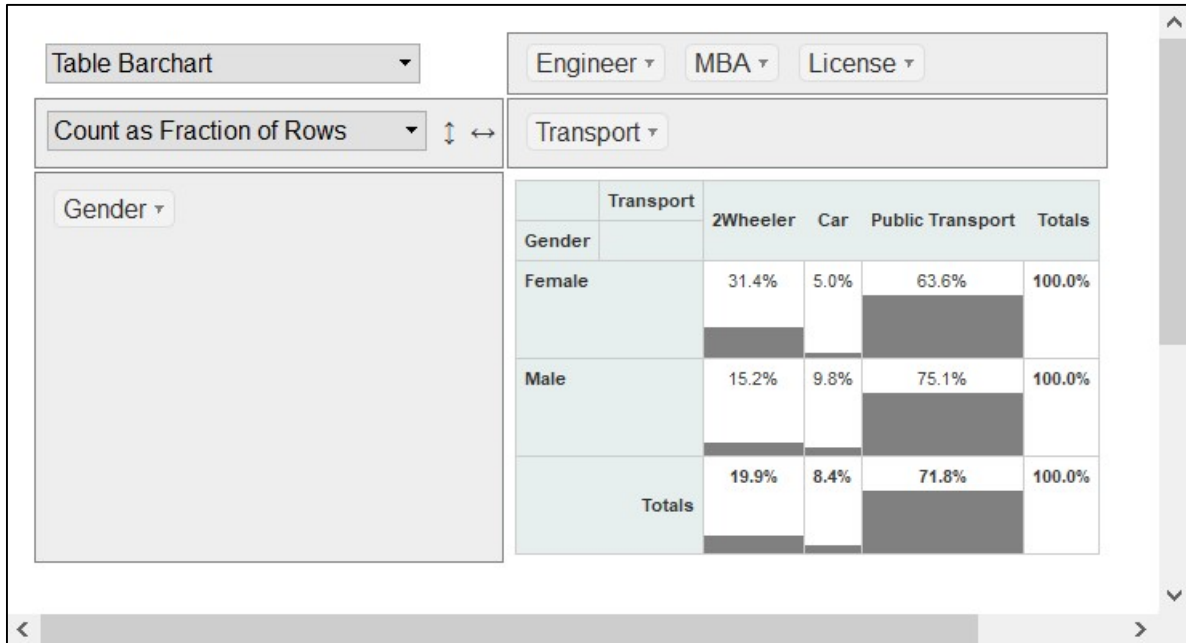 Table Barchart
Engineer MBA License
Count as Fraction of Rows ↕ ↔
Transport
Gender
Transport 2Wheeler Car Public Transport Totals
Gender
Female 31.4% 5.0% 63.6% 100.0%
Male 15.2% 9.8% 75.1% 100.0%
Totals 19.9% 8.4% 71.8% 100.0%